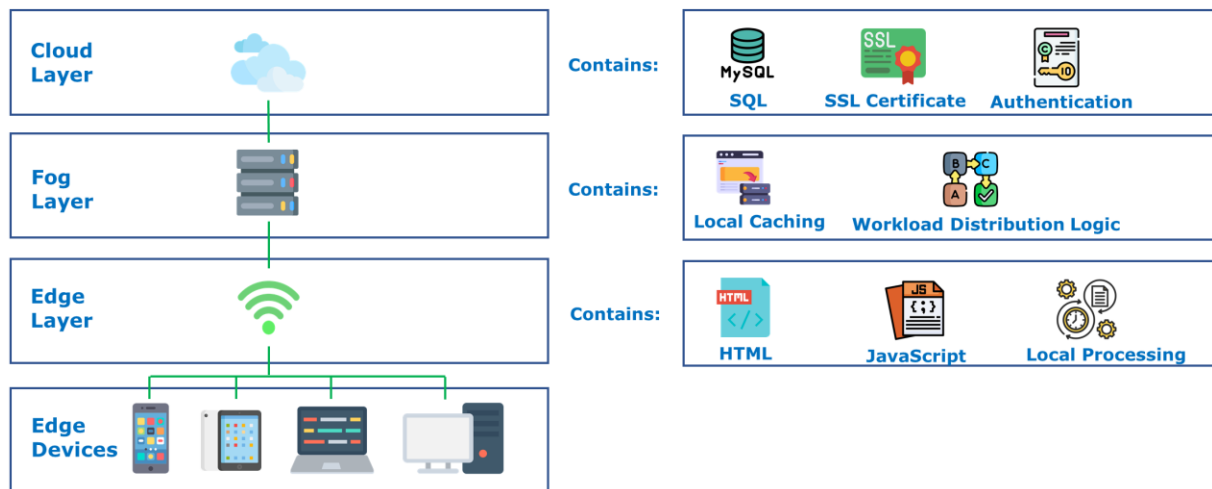 Cloud
Layer
Contains:
MySQL
SQL
SSL
SSL Certificate
Authentication
Fog
Layer
Contains:
B
C
A
Local Caching
Workload Distribution Logic
Edge
Layer
Contains:
HTML
</>
HTML
JS
{;}
JavaScript
Local Processing
Edge
Devices